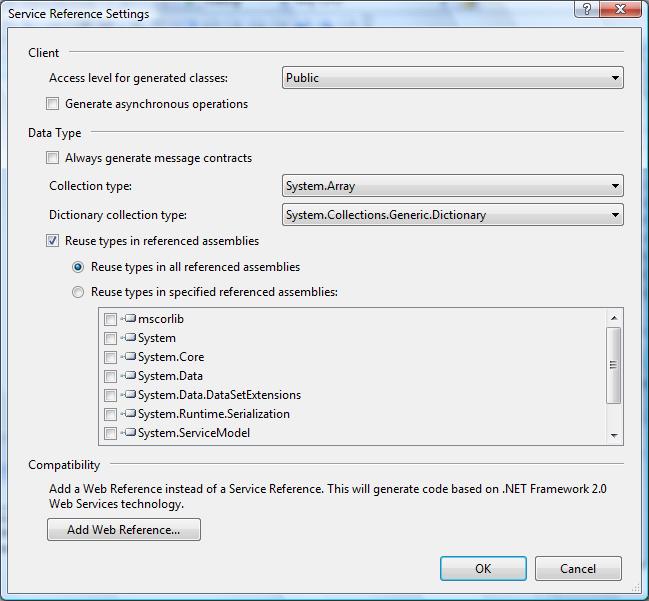 Service Reference Settings
Client
Access level for generated classes: Public
Generate asynchronous operations
Data Type
Always generate message contracts
Collection type: System.Array
Dictionary collection type: System.Collections.Generic.Dictionary
Reuse types in referenced assemblies
Reuse types in all referenced assemblies
Reuse types in specified referenced assemblies:
mscorlib
System
System.Core
System.Data
System.Data.DataSetExtensions
System.Runtime.Serialization
System.ServiceModel
Compatibility
Add a Web Reference instead of a Service Reference. This will generate code based on .NET Framework 2.0
Web Services technology.
Add Web Reference...
OK Cancel